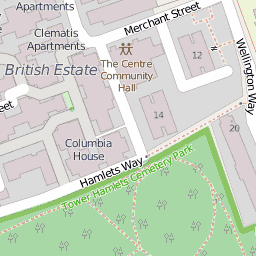 Apartments
Merchant Street
Clematis
Apartments
The Centre
Community
Hall
12
Wellington Way
British Estate
reet
14
20
Columbia
House
Hamlets Way
Tower Hamlets Cemetery Park